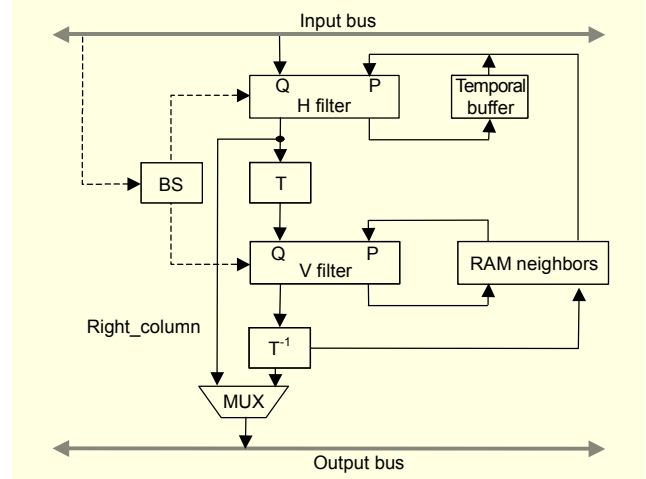 Input bus
Q
P
H filter
Temporal
buffer
BS
T
Q
P
V filter
RAM neighbors
Right_column
T-1
MUX
Output bus